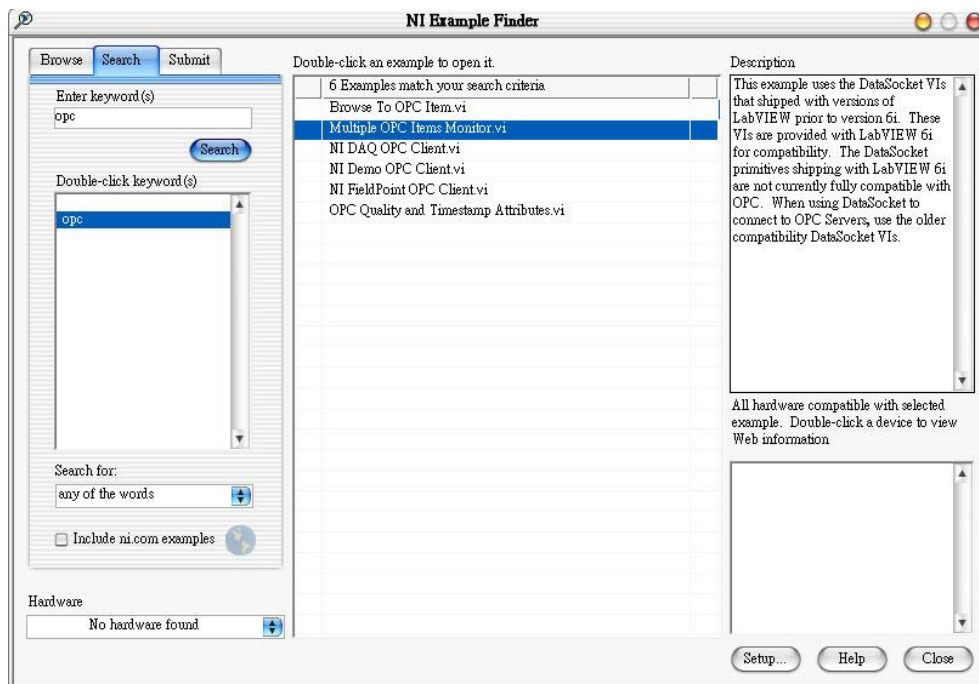 NI Example Finder
Browse
Search
Submit
Enter keyword(s)
opc
Search
Double-click keyword(s)
opc
Search for:
any of the words
Include ni.com examples
Hardware
No hardware found
Double-click an example to open it.
6 Examples match your search criteria
Browse To OPC Item.vi
Multiple OPC Items Monitor.vi
NI DAQ OPC Client.vi
NI Demo OPC Client.vi
NI FieldPoint OPC Client.vi
OPC Quality and Timestamp Attributes.vi
Description
This example uses the DataSocket VIs
that shipped with versions of
LabVIEW prior to version 6i. These
VIs are provided with LabVIEW 6i
for compatibility. The DataSocket
primitives shipping with LabVIEW 6i
are not currently fully compatible with
OPC. When using DataSocket to
connect to OPC Servers, use the older
compatibility DataSocket VIs.
All hardware compatible with selected
example. Double-click a device to view
Web information
Setup...
Help
Close